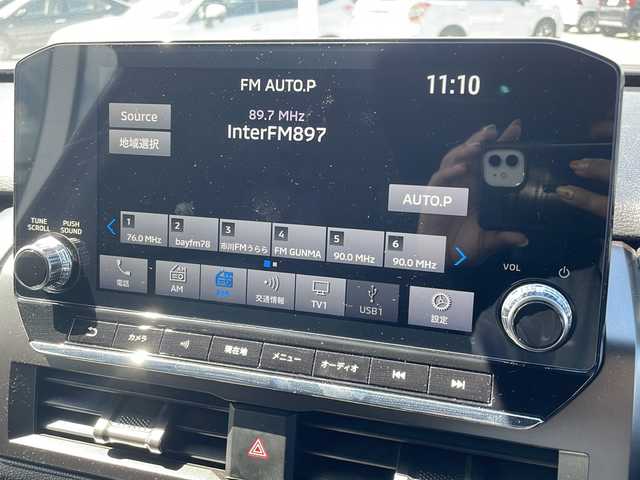 FM AUTO.P
11:10
Source
89.7 MHz
InterFM897
地域選択
AUTO.P
TUNE
SCROLL
PUSH
SOUND
1
76.0 MHz
2
bayfm78
3
市川FMうらら
4
FM GUNMA
5
90.0 MHz
6
90.0 MHz
VOL
電話
AM
FM
交通情報
TV1
USB1
設定
カメラ
現在地
メニュー
オーディオ